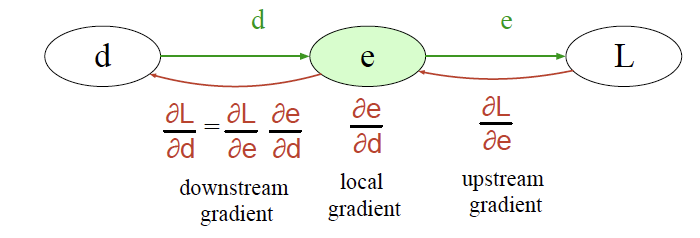 d e
d e L
∂L/∂d = ∂L/∂e ∂e/∂d ∂e/∂d ∂L/∂e
downstream gradient
local gradient
upstream gradient